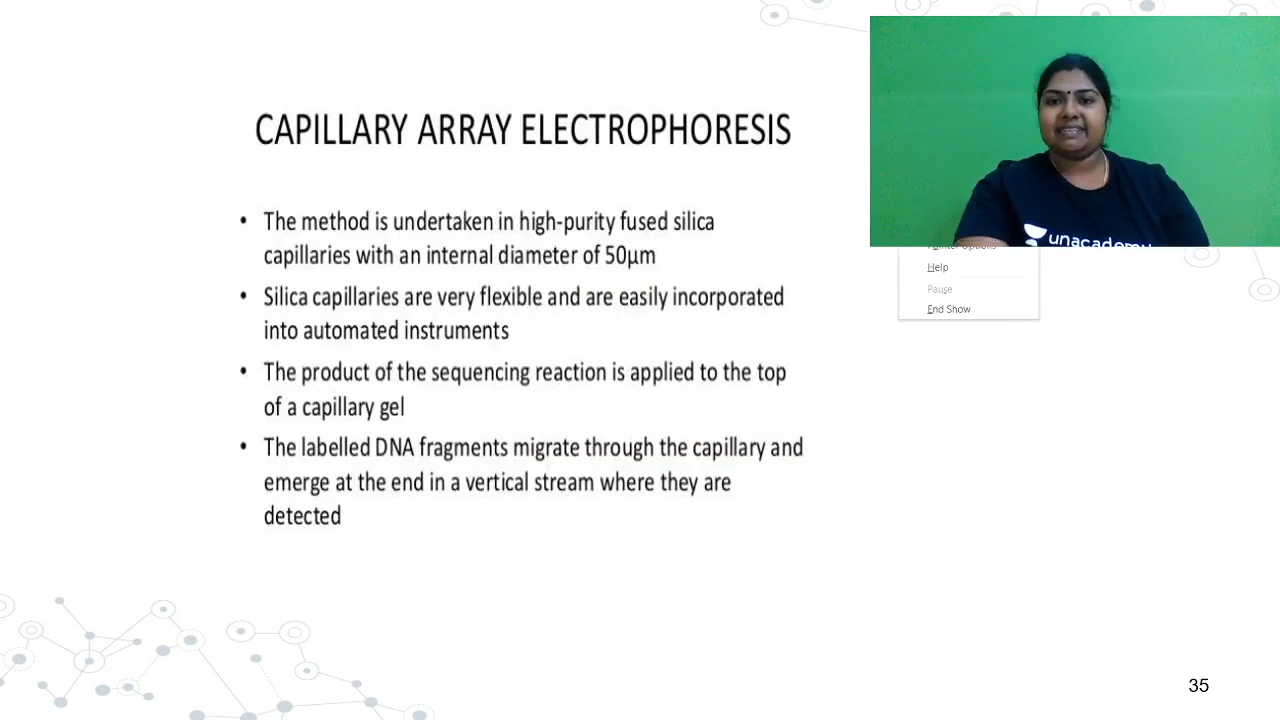 CAPILLARY ARRAY ELECTROPHORESIS
• The method is undertaken in high-purity fused silica
capillaries with an internal diameter of 50µm
• Silica capillaries are very flexible and are easily incorporated
into automated instruments
• The product of the sequencing reaction is applied to the top
of a capillary gel
• The labelled DNA fragments migrate through the capillary and
emerge at the end in a vertical stream where they are
detected
unacademy
Pointer Options
Help
Pause
End Show
35